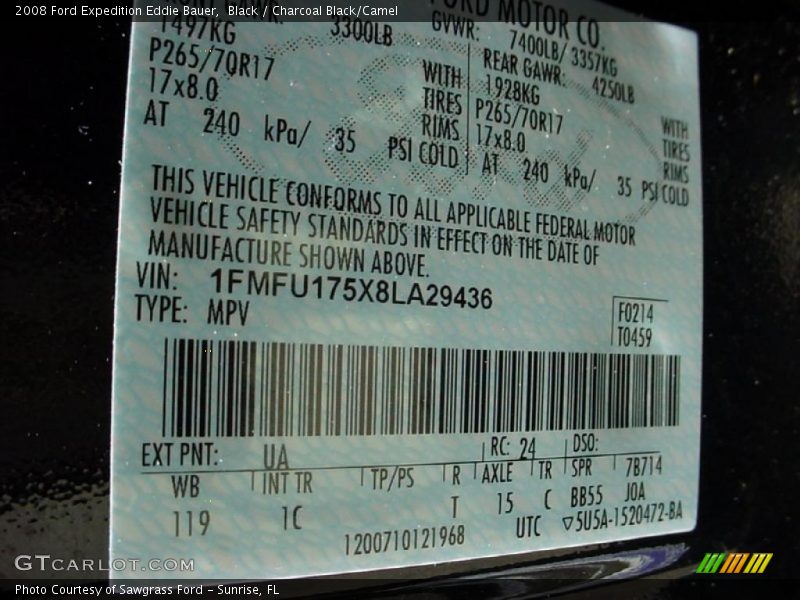 2008 Ford Expedition Eddie Bauer, Black / Charcoal Black/Camel
FORD MOTOR CO.
1497KG 3300LB GVWR: 7400LB/ 3357KG
P265/70R17 WITH REAR GAWR: 4250LB
17x8.0 TIRES 1928KG WITH
AT 240 kPa/ 35 RIMS P265/70R17 TIRES
PSI COLD 17x8.0 RIMS
AT 240 kPa/ 35 PSI COLD
THIS VEHICLE CONFORMS TO ALL APPLICABLE FEDERAL MOTOR
VEHICLE SAFETY STANDARDS IN EFFECT ON THE DATE OF
MANUFACTURE SHOWN ABOVE.
VIN: 1FMFU175X8LA29436
TYPE: MPV F0214
T0459
EXT PNT: UA RC: 24 DSO:
WB INT TR TP/PS R AXLE TR SPR 7B714
119 1C T 15 C BB55 J0A
1200710121968 UTC ▽5U5A-1520472-BA
GTCARLOT.COM
Photo Courtesy of Sawgrass Ford – Sunrise, FL